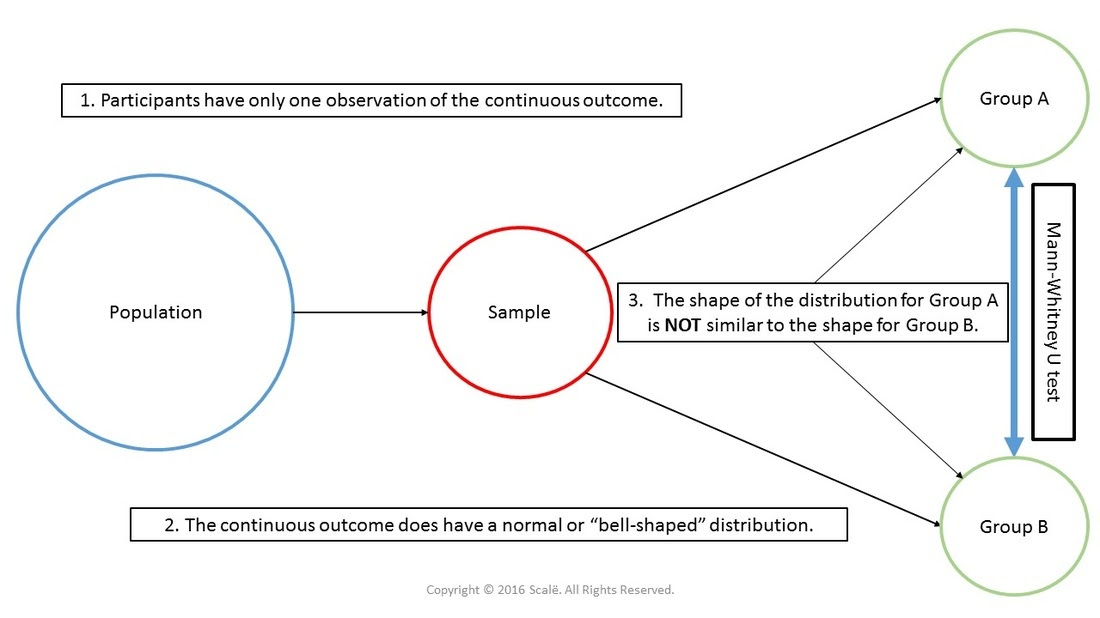 1. Participants have only one observation of the continuous outcome.
Group A
Population
Sample
3. The shape of the distribution for Group A
is NOT similar to the shape for Group B.
Mann-Whitney U test
2. The continuous outcome does have a normal or “bell-shaped” distribution.
Group B
Copyright © 2016 Scalë. All Rights Reserved.